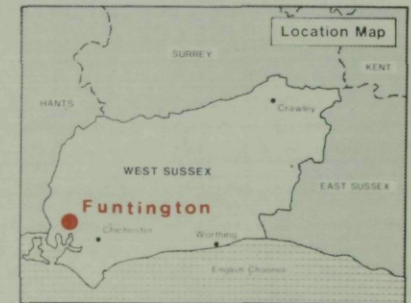 Location Map
SURREY
KENT
HANTS
Crawley
WEST SUSSEX
EAST SUSSEX
Funtington
Chichester
Worthing
English Channel